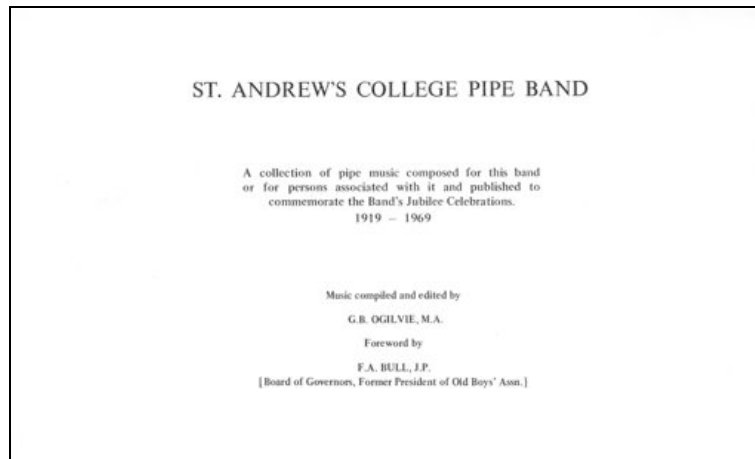 ST. ANDREW'S COLLEGE PIPE BAND
A collection of pipe music composed for this band
or for persons associated with it and published to
commemorate the Band's Jubilee Celebrations.
1919 – 1969
Music compiled and edited by
G.B. OGILVIE, M.A.
Foreword by
F.A. BULL, J.P.
[Board of Governors, Former President of Old Boys' Assn.]